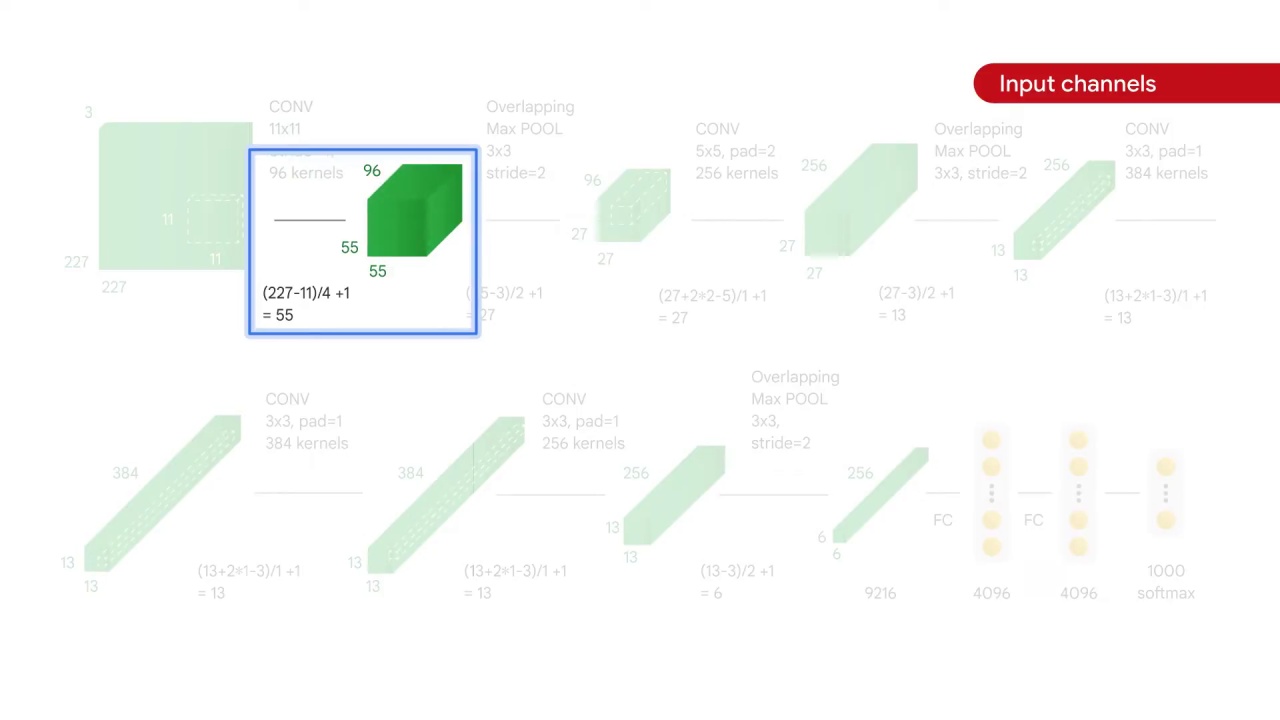 Input channels
3
CONV
11x11
96 kernels
11
11
227
227
96
55
55
(227-11)/4 +1
= 55
Overlapping
Max POOL
3x3
stride=2
96
27
27
5-3)/2 +1
= 27
CONV
5x5, pad=2
256 kernels
256
27
27
(27+2*2-5)/1 +1
= 27
Overlapping
Max POOL
3x3, stride=2
256
13
13
(27-3)/2 +1
= 13
CONV
3x3, pad=1
384 kernels
(13+2*1-3)/1 +1
= 13
384
13
13
CONV
3x3, pad=1
384 kernels
(13+2*1-3)/1 +1
= 13
384
13
13
CONV
3x3, pad=1
256 kernels
(13+2*1-3)/1 +1
= 13
256
13
13
Overlapping
Max POOL
3x3,
stride=2
(13-3)/2 +1
= 6
256
6
6
9216
FC
4096
FC
4096
1000
softmax